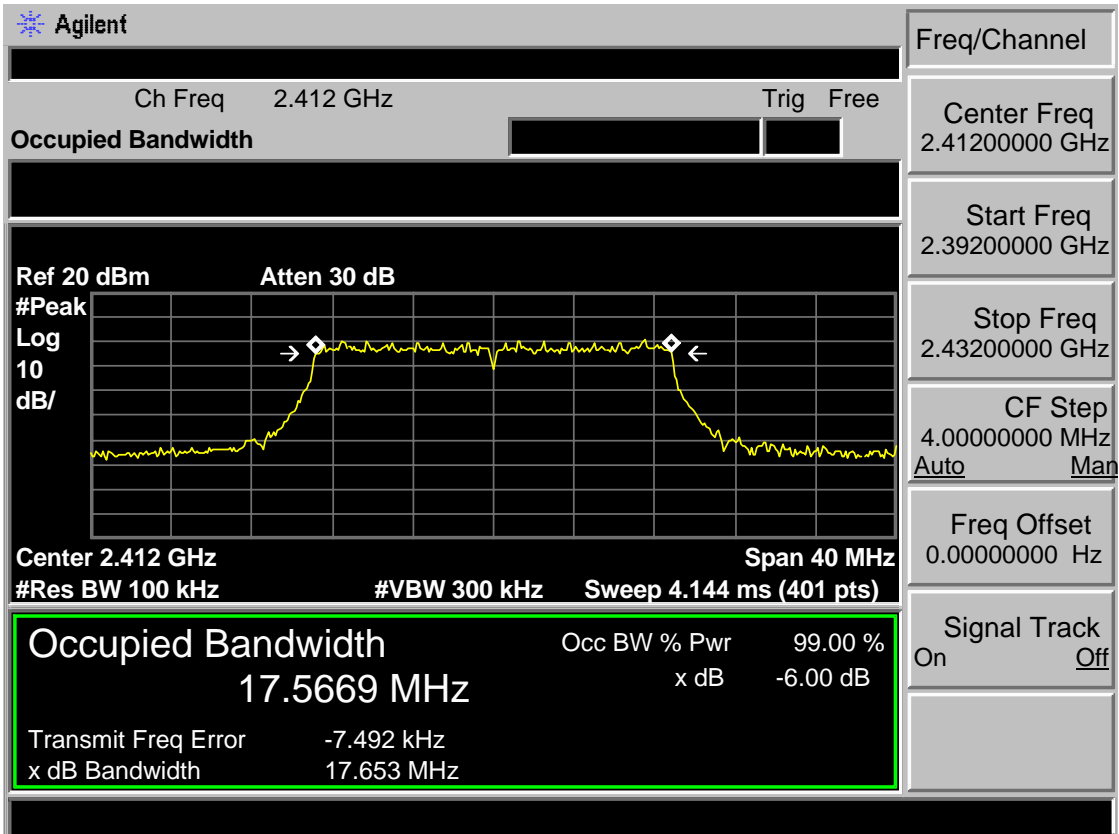 Agilent
Ch Freq 2.412 GHz Trig Free
Occupied Bandwidth
Ref 20 dBm Atten 30 dB
#Peak
Log
10
dB/
Center 2.412 GHz Span 40 MHz
#Res BW 100 kHz #VBW 300 kHz Sweep 4.144 ms (401 pts)
Occupied Bandwidth Occ BW % Pwr 99.00 %
17.5669 MHz x dB -6.00 dB
Transmit Freq Error -7.492 kHz
x dB Bandwidth 17.653 MHz
Freq/Channel
Center Freq
2.41200000 GHz
Start Freq
2.39200000 GHz
Stop Freq
2.43200000 GHz
CF Step
4.00000000 MHz
Auto Man
Freq Offset
0.00000000 Hz
Signal Track
On Off